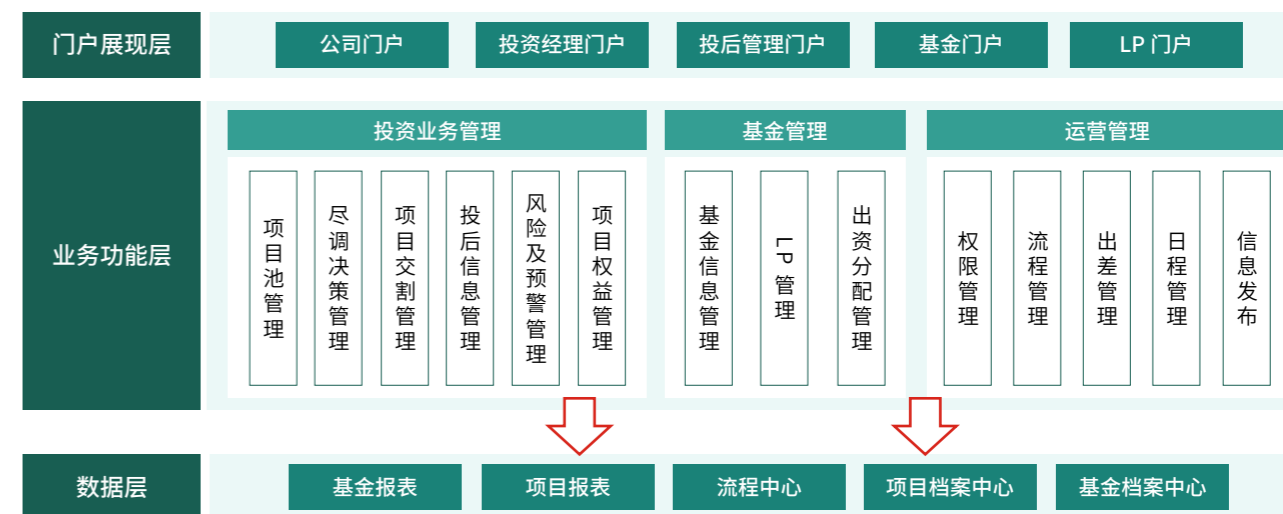 门户展现层
公司门户
投资经理门户
投后管理门户
基金门户
LP 门户
业务功能层
投资业务管理
项目池管理
尽调决策管理
项目交割管理
投后信息管理
风险及预警管理
项目权益管理
基金管理
基金信息管理
LP 管理
出资分配管理
运营管理
权限管理
流程管理
出差管理
日程管理
信息发布
数据层
基金报表
项目报表
流程中心
项目档案中心
基金档案中心